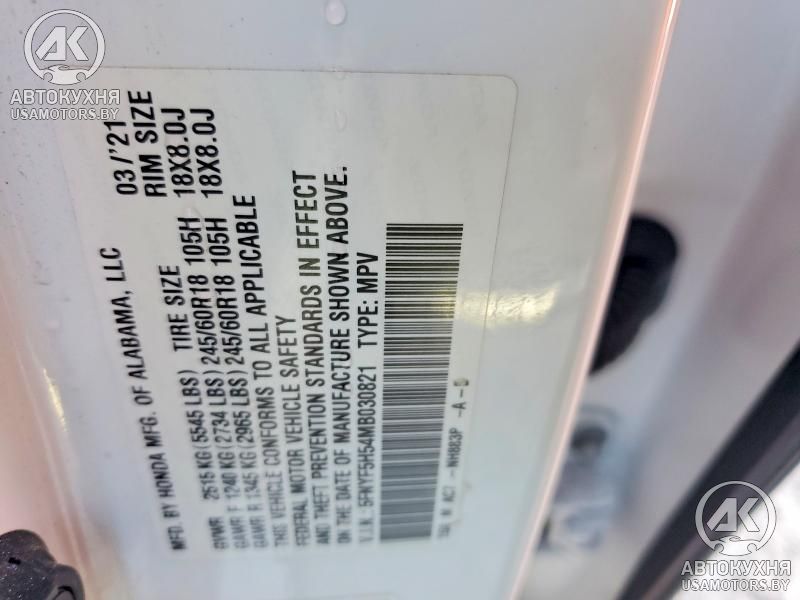 MFD. BY HONDA MFG. OF ALABAMA, LLC 03/'21
TIRE SIZE RIM SIZE
GVWR 2515 KG (5545 LBS)
GAWR F 1240 KG (2734 LBS) 245/60R18 105H 18X8.0J
GAWR R 1345 KG (2965 LBS) 245/60R18 105H 18X8.0J
THIS VEHICLE CONFORMS TO ALL APPLICABLE
FEDERAL MOTOR VEHICLE SAFETY
AND THEFT PREVENTION STANDARDS IN EFFECT
ON THE DATE OF MANUFACTURE SHOWN ABOVE.
V.I.N.: 5FNYF5H54MB030821 TYPE: MPV
NH883P -A-D
AK
АВТОКУХНЯ
USAMOTORS.BY
AK
АВТОКУХНЯ
USAMOTORS.BY